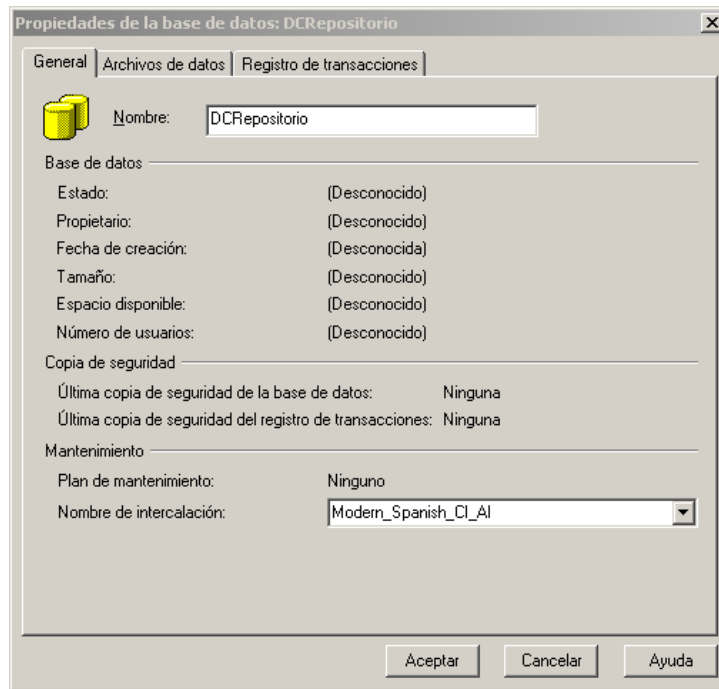 Propiedades de la base de datos: DCRepositorio
General Archivos de datos Registro de transacciones
Nombre: DCRepositorio
Base de datos
Estado: (Desconocido)
Propietario: (Desconocido)
Fecha de creación: (Desconocida)
Tamaño: (Desconocido)
Espacio disponible: (Desconocido)
Número de usuarios: (Desconocido)
Copia de seguridad
Última copia de seguridad de la base de datos: Ninguna
Última copia de seguridad del registro de transacciones: Ninguna
Mantenimiento
Plan de mantenimiento: Ninguno
Nombre de intercalación: Modern_Spanish_CI_AI
Aceptar Cancelar Ayuda